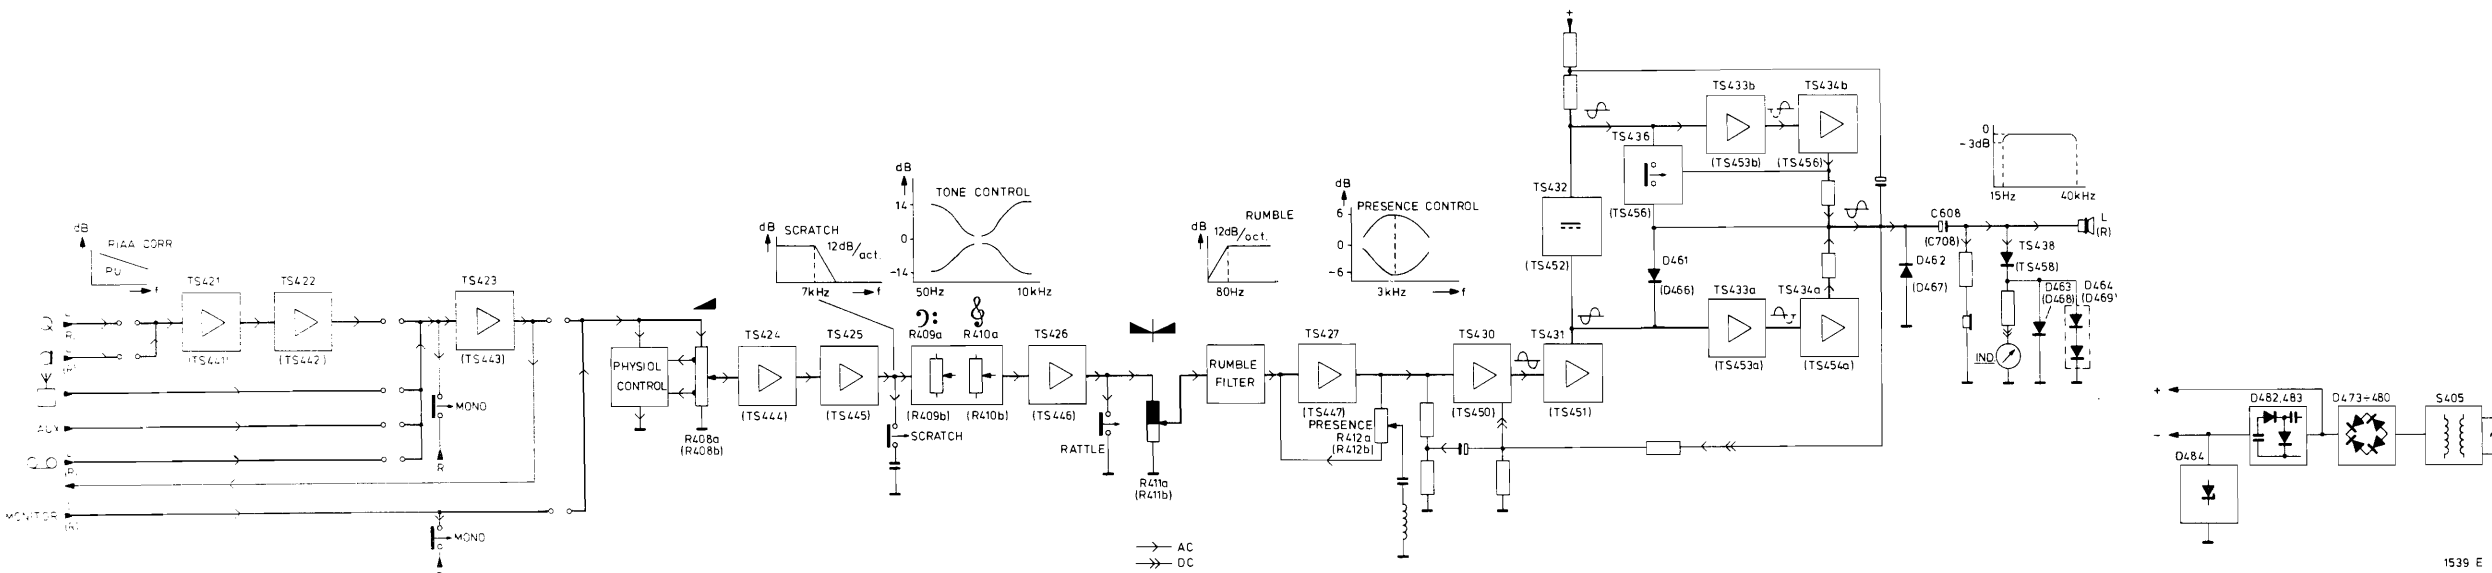 dB
RIAA CORR
PU
f
TS421
(TS441)
TS422
(TS442)
TS423
(TS443)
AUX
(R)
MONITOR
(R)
MONO
R
MONO
PHYSIOL
CONTROL
R408a
(R408b)
TS424
(TS444)
TS425
(TS445)
dB
SCRATCH
12dB/
act.
7kHz
f
SCRATCH
dB
TONE CONTROL
14
0
-14
50Hz
10kHz
R409a
R410a
(R409b)
(R410b)
TS426
(TS446)
RATTLE
R411a
(R411b)
RUMBLE
dB
12dB/oct.
80Hz
f
RUMBLE
FILTER
dB
PRESENCE CONTROL
6
0
-6
3kHz
f
TS427
(TS447)
PRESENCE
R412a
(R412b)
TS430
(TS450)
TS431
(TS451)
+
TS432
(TS452)
TS436
(TS456)
D461
(D466)
TS433b
(TS453b)
TS434b
(TS456)
TS433a
(TS453a)
TS434a
(TS454a)
0
-3dB
15Hz
40kHz
C608
(C708)
L
(R)
D462
(D467)
TS438
(TS458)
D463
(D468)
D464
(D469)
IND.
+
-
D484
D482,483
D473÷480
S405
AC
DC
1539 E